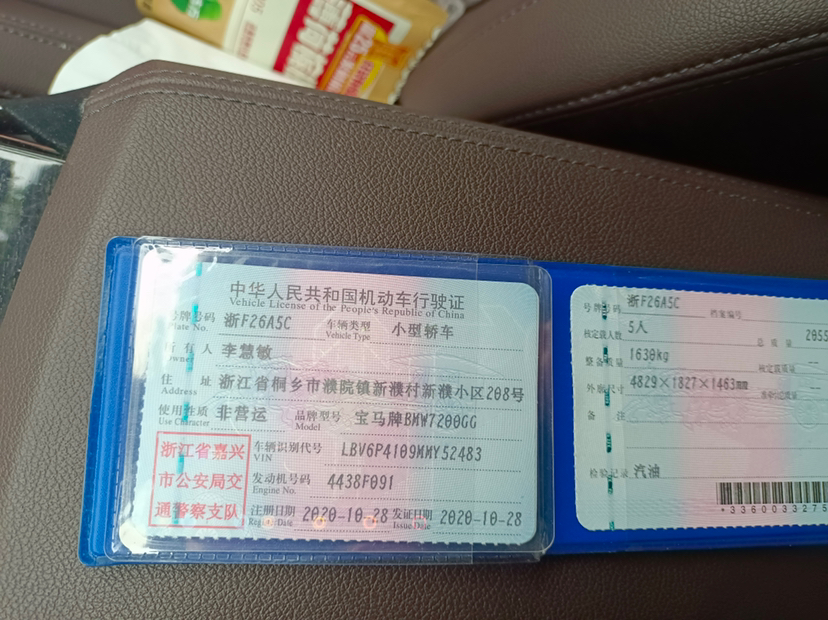 中华人民共和国机动车行驶证
Vehicle License of the People's Republic of China
号牌号码 浙F26A5C 车辆类型 小型轿车
Plate No. Vehicle Type
所有人 李慧敏
Owner
住址 浙江省桐乡市濮院镇新濮村新濮小区208号
Address
使用性质 非营运 品牌型号 宝马牌BMW7200GG
Use Character Model
浙江省嘉兴
市公安局交
通警察支队
车辆识别代号 LBV6P4109MMY52483
VIN
发动机号码 4438F091
Engine No.
注册日期 2020-10-28 发证日期 2020-10-28
Register Date Issue Date
号牌号码 浙F26A5C 档案编号
核定载人数 5人 总质量 2055
整备质量 1630kg 核定载质量 --
外廓尺寸 4829×1827×1463mm
备注
检验记录 汽油
*3360033275